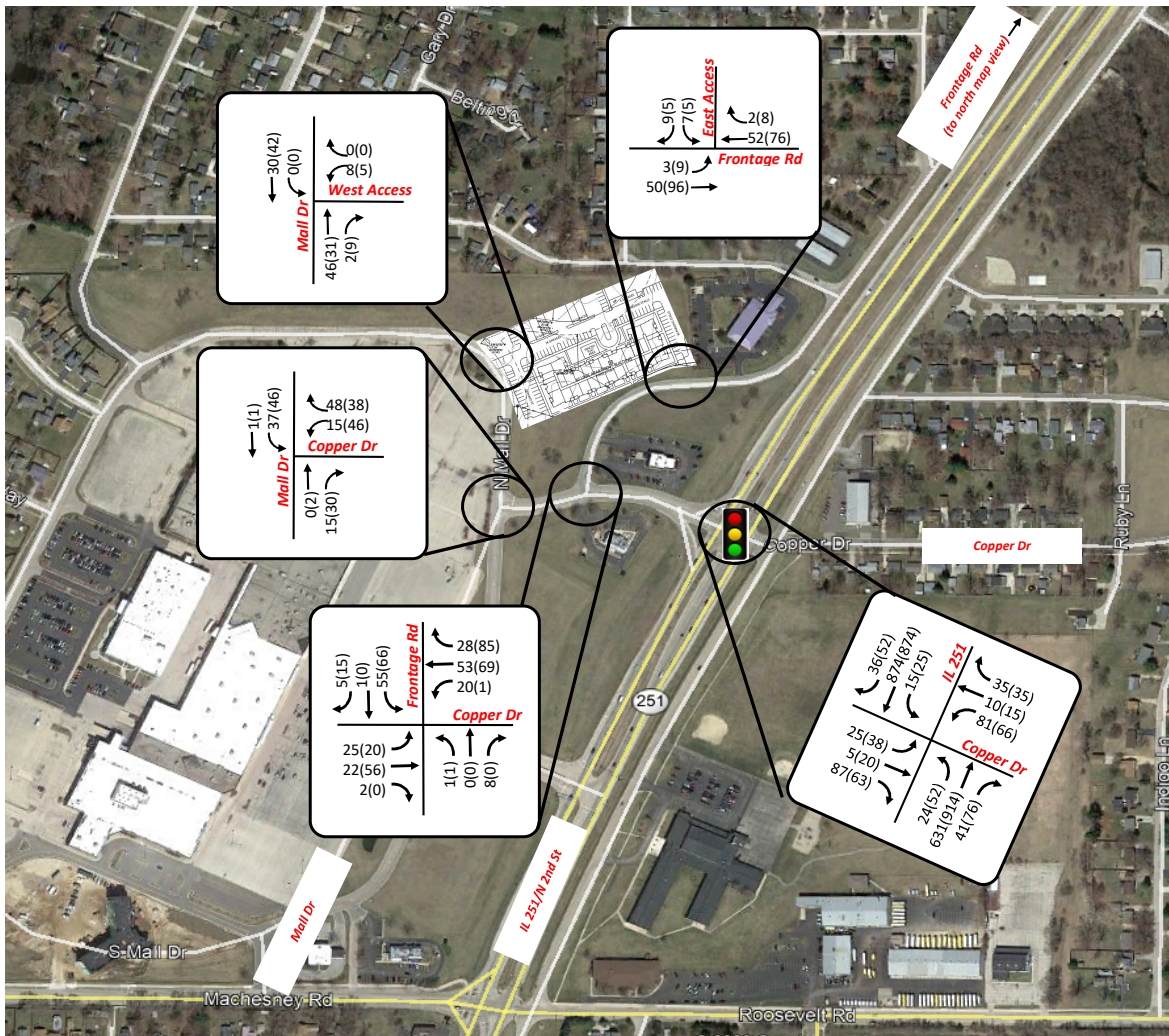 Gary Dr
Belting
Frontage Rd
(to north map view)
9(5)
7(5)
East Access
2(8)
52(76)
Frontage Rd
3(9)
50(96)
30(42)
0(0)
0(0)
8(5)
West Access
Mall Dr
46(31)
2(9)
1(1)
37(46)
48(38)
15(46)
Copper Dr
Mall Dr
0(2)
15(30)
N Mall Dr
Copper Dr
Copper Dr
Ruby Ln
5(15)
1(0)
55(66)
Frontage Rd
28(85)
53(69)
20(1)
Copper Dr
25(20)
22(56)
2(0)
1(1)
0(0)
8(0)
36(52)
874(874)
15(25)
IL 251
35(35)
10(15)
81(66)
Copper Dr
25(38)
5(20)
87(63)
24(52)
631(914)
41(76)
251
IL 251/N 2nd St
Mall Dr
S Mall Dr
Machesney Rd
Roosevelt Rd